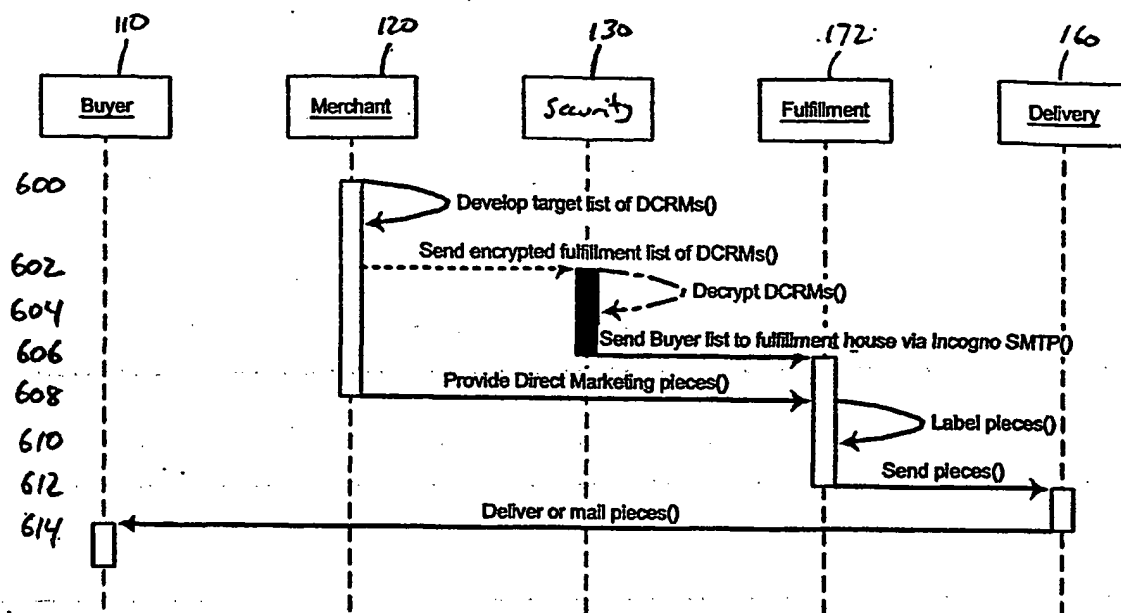 110 120 130 172 160
Buyer Merchant Security Fulfillment Delivery
600
Develop target list of DCRMs()
Send encrypted fulfillment list of DCRMs()
602
Decrypt DCRMs()
604
Send Buyer list to fulfillment house via Incogno SMTP()
606
Provide Direct Marketing pieces()
608
Label pieces()
610
Send pieces()
612
Deliver or mail pieces()
614